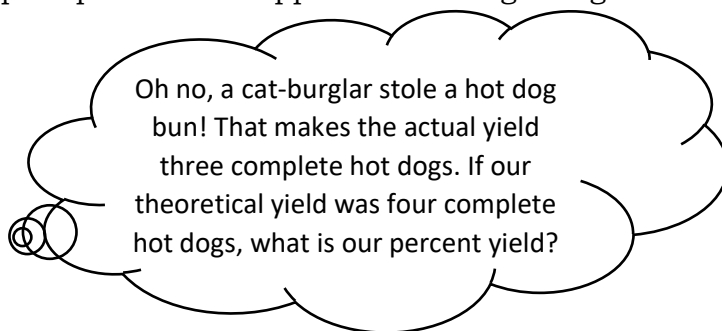 Oh no, a cat-burglar stole a hot dog
bun! That makes the actual yield
three complete hot dogs. If our
theoretical yield was four complete
hot dogs, what is our percent yield?